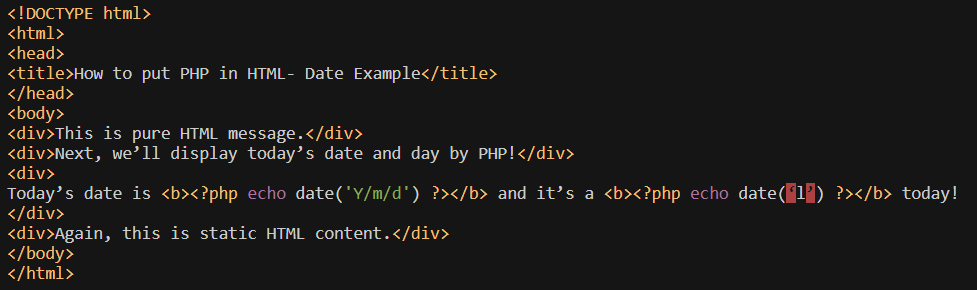 <!DOCTYPE html>
<html>
<head>
<title>How to put PHP in HTML- Date Example</title>
</head>
<body>
<div>This is pure HTML message.</div>
<div>Next, we’ll display today’s date and day by PHP!</div>
<div>
Today’s date is <b><?php echo date('Y/m/d') ?></b> and it’s a <b><?php echo date(‘l’) ?></b> today!
</div>
<div>Again, this is static HTML content.</div>
</body>
</html>